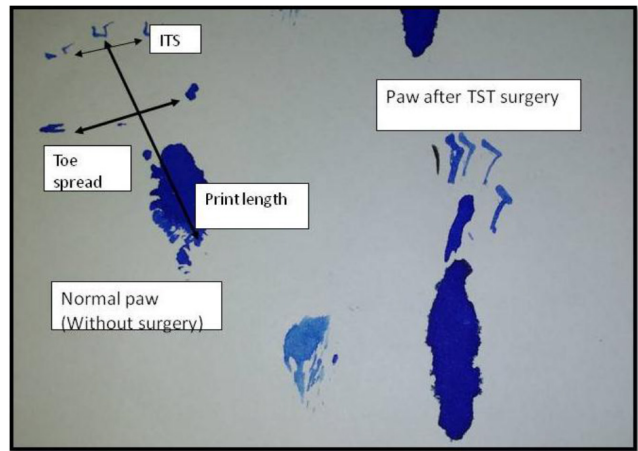 ITS
Paw after TST surgery
Toe
spread
Print length
Normal paw
(Without surgery)